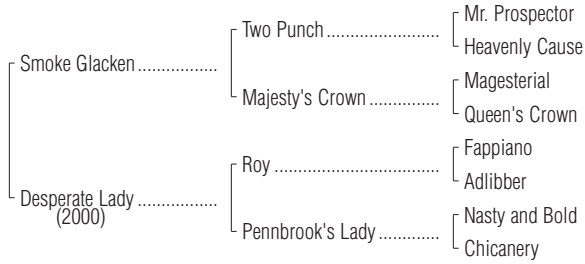 Mr. Prospector
Two Punch ..........................
Heavenly Cause
Smoke Glacken ..................
Magesterial
Majesty's Crown ................
Queen's Crown
Fappiano
Roy .......................................
Adlibber
Desperate Lady ..................
(2000)
Nasty and Bold
Pennbrook's Lady ..............
Chicanery